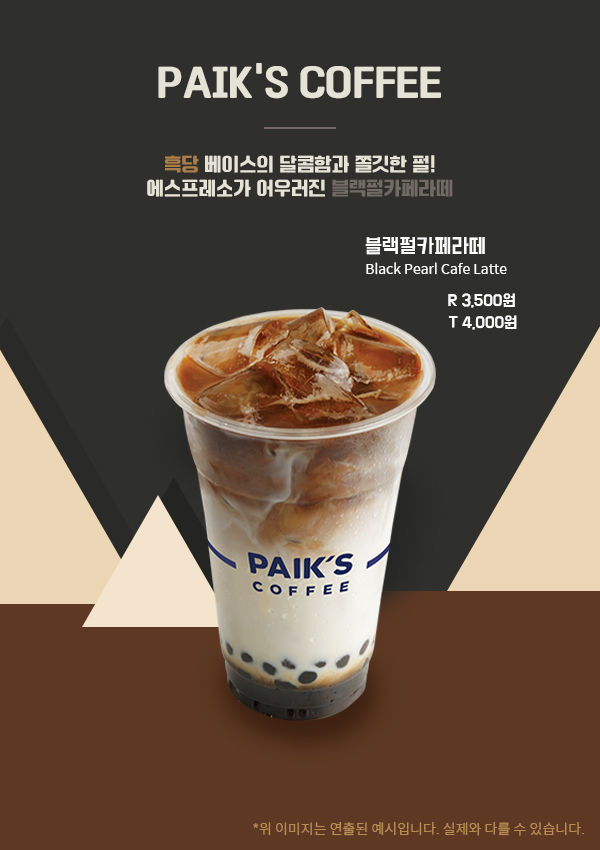 PAIK'S COFFEE
흑당 베이스의 달콤함과 쫄깃한 펄!
에스프레소가 어우러진 블랙펄카페라떼
블랙펄카페라떼
Black Pearl Cafe Latte
R 3,500원
T 4,000원
PAIK'S
COFFEE
*위 이미지는 연출된 예시입니다. 실제와 다를 수 있습니다.